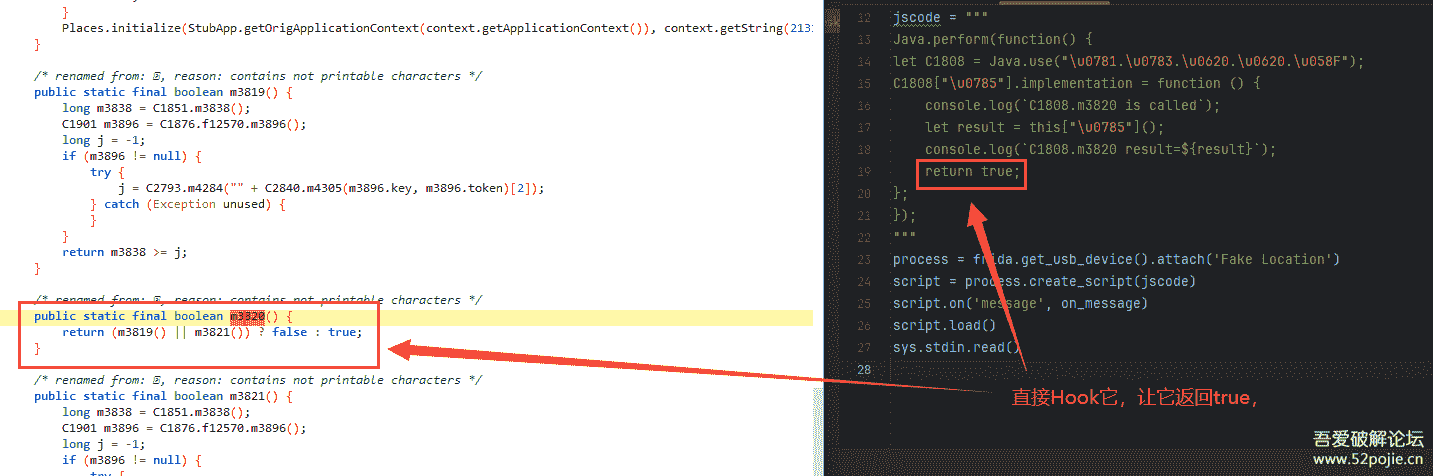 }
Places.initialize(StubApp.getOrigApplicationContext(context.getApplicationContext()), context.getString(213
}
/* renamed from: , reason: contains not printable characters */
public static final boolean m3819() {
long m3838 = C1851.m3838();
C1901 m3896 = C1876.f12570.m3896();
long j = -1;
if (m3896 != null) {
try {
j = C2793.m4284("" + C2840.m4305(m3896.key, m3896.token)[2]);
} catch (Exception unused) {
}
}
return m3838 >= j;
}
/* renamed from: , reason: contains not printable characters */
public static final boolean m3820() {
return (m3819() || m3821()) ? false : true;
}
/* renamed from: , reason: contains not printable characters */
public static final boolean m3821() {
long m3838 = C1851.m3838();
C1901 m3896 = C1876.f12570.m3896();
long j = -1;
if (m3896 != null) {
try {
12 jscode = """
13 Java.perform(function() {
14 let C1808 = Java.use("\u0781.\u0783.\u0620.\u0620.\u058F");
15 C1808["\u0785"].implementation = function () {
16 console.log(`C1808.m3820 is called`);
17 let result = this["\u0785"]();
18 console.log(`C1808.m3820 result=${result}`);
19 return true;
20 };
21 });
22 """
23 process = frida.get_usb_device().attach('Fake Location')
24 script = process.create_script(jscode)
25 script.on('message', on_message)
26 script.load()
27 sys.stdin.read()
28
直接Hook它，让它返回true，
吾爱破解论坛
www.52pojie.cn